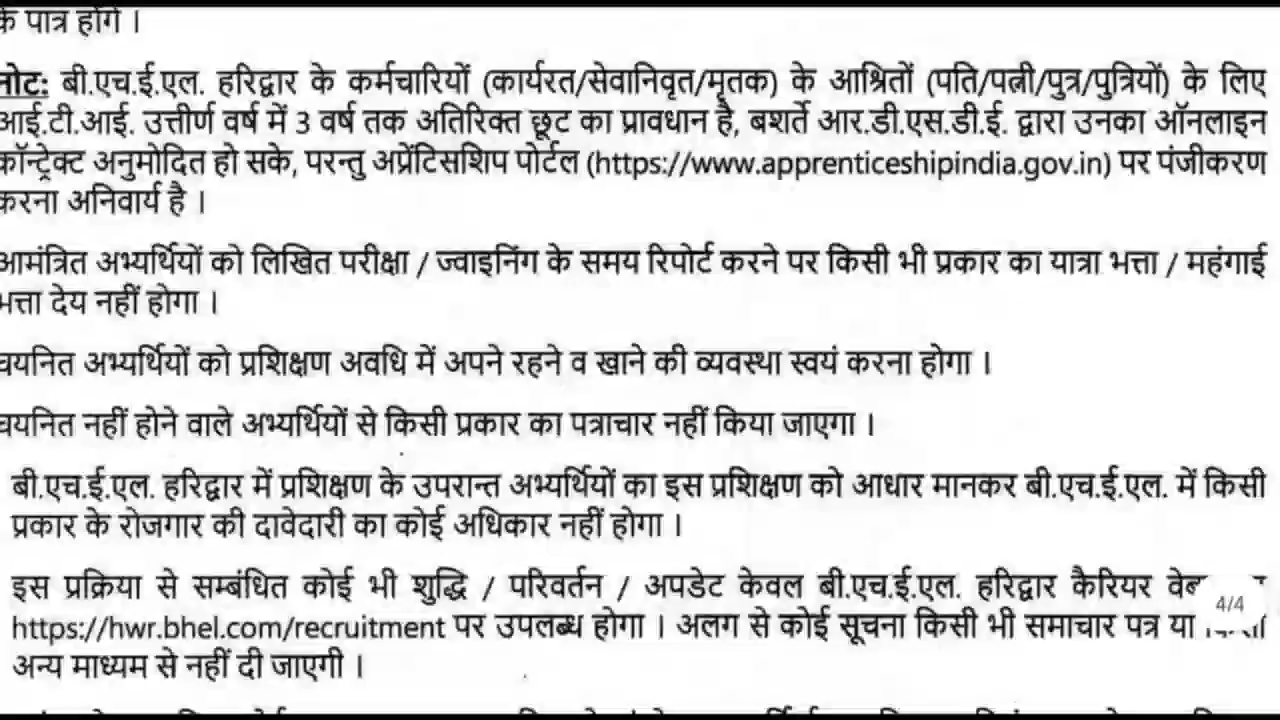 के पात्र होंगे ।
नोट: बी.एच.ई.एल. हरिद्वार के कर्मचारियों (कार्यरत/सेवानिवृत/मृतक) के आश्रितों (पति/पत्नी/पुत्र/पुत्रियों) के लिए
आई.टी.आई. उत्तीर्ण वर्ष में 3 वर्ष तक अतिरिक्त छूट का प्रावधान है, बशर्ते आर.डी.एस.डी.ई. द्वारा उनका ऑनलाइन
कॉन्ट्रेक्ट अनुमोदित हो सके, परन्तु अप्रेंटिसशिप पोर्टल (https://www.apprenticeshipindia.gov.in) पर पंजीकरण
करना अनिवार्य है ।
आमंत्रित अभ्यर्थियों को लिखित परीक्षा / ज्वाइनिंग के समय रिपोर्ट करने पर किसी भी प्रकार का यात्रा भत्ता / महंगाई
भत्ता देय नहीं होगा ।
चयनित अभ्यर्थियों को प्रशिक्षण अवधि में अपने रहने व खाने की व्यवस्था स्वयं करना होगा ।
चयनित नहीं होने वाले अभ्यर्थियों से किसी प्रकार का पत्राचार नहीं किया जाएगा ।
बी.एच.ई.एल. हरिद्वार में प्रशिक्षण के उपरान्त अभ्यर्थियों का इस प्रशिक्षण को आधार मानकर बी.एच.ई.एल. में किसी
प्रकार के रोजगार की दावेदारी का कोई अधिकार नहीं होगा ।
इस प्रक्रिया से सम्बंधित कोई भी शुद्धि / परिवर्तन / अपडेट केवल बी.एच.ई.एल. हरिद्वार कैरियर
4/4
https://hwr.bhel.com/recruitment पर उपलब्ध होगा । अलग से कोई सूचना किसी भी समाचार पत्र या
अन्य माध्यम से नहीं दी जाएगी ।